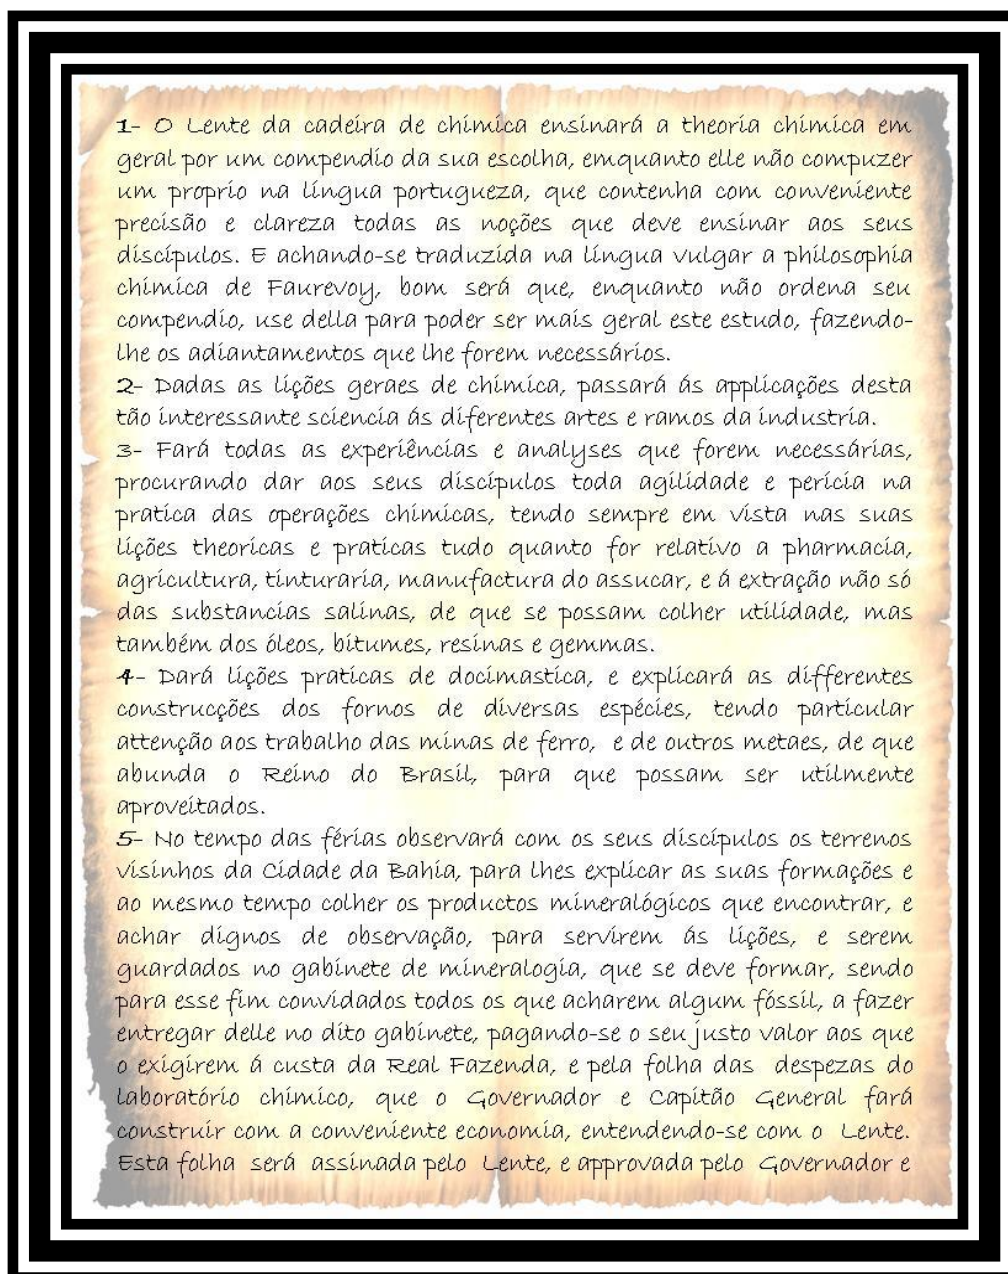 1- O Lente da cadeira de chimica ensinará a theoria chimica em
geral por um compendio da sua escolha, emquanto elle não compuzer
um proprio na língua portugueza, que contenha com conveniente
precisão e clareza todas as noções que deve ensinar aos seus
discípulos. E achando-se traduzida na língua vulgar a philosophia
chimica de Faurevoy, bom será que, enquanto não ordena seu
compendio, use della para poder ser mais geral este estudo, fazendo-
lhe os adiantamentos que lhe forem necessários.
2- Dadas as lições geraes de chimica, passará ás applicações desta
tão interessante sciencia ás diferentes artes e ramos da industria.
3- Fará todas as experiências e analyses que forem necessárias,
procurando dar aos seus discípulos toda agilidade e perícia na
pratica das operações chimicas, tendo sempre em vista nas suas
lições theoricas e praticas tudo quanto for relativo a pharmacia,
agricultura, tinturaria, manufactura do assucar, e á extração não só
das substancias salinas, de que se possam colher utilidade, mas
também dos óleos, bitumes, resinas e gemmas.
4- Dará lições praticas de docimastica, e explicará as differentes
construcções dos fornos de diversas espécies, tendo particular
attenção aos trabalho das minas de ferro, e de outros metaes, de que
abunda o Reino do Brasil, para que possam ser utilmente
aproveitados.
5- No tempo das férias observará com os seus discípulos os terrenos
visinhos da Cidade da Bahia, para lhes explicar as suas formações e
ao mesmo tempo colher os productos mineralógicos que encontrar, e
achar dignos de observação, para servirem ás lições, e serem
guardados no gabinete de mineralogia, que se deve formar, sendo
para esse fim convidados todos os que acharem algum fóssil, a fazer
entregar delle no dito gabinete, pagando-se o seu justo valor aos que
o exigirem á custa da Real Fazenda, e pela folha das despezas do
laboratório chimico, que o Governador e Capitão General fará
construir com a conveniente economia, entendendo-se com o Lente.
Esta folha será assinada pelo Lente, e approvada pelo Governador e